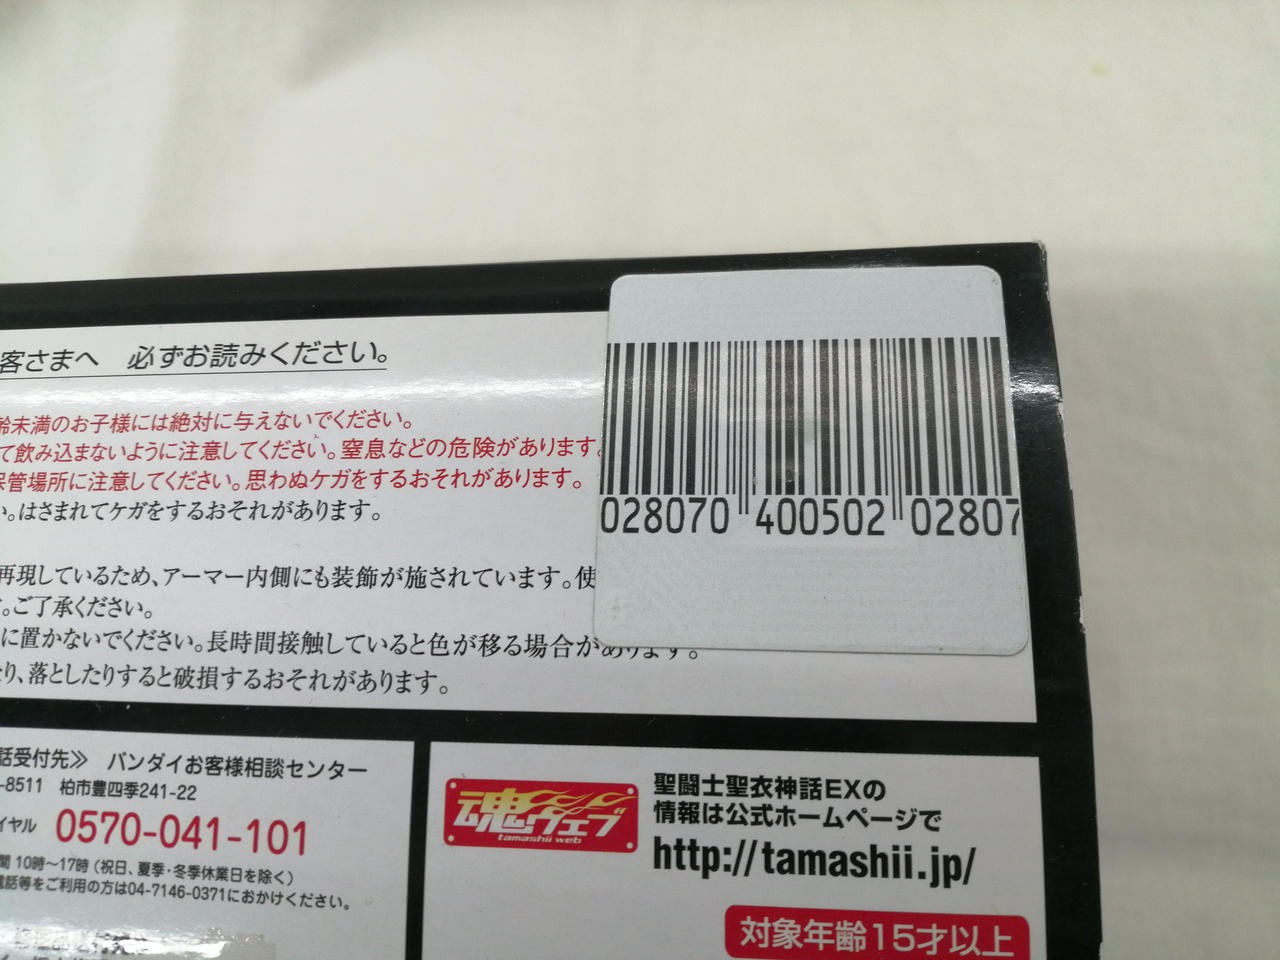 客さまへ 必ずお読みください。
齢未満のお子様には絶対に与えないでください。
て飲み込まないように注意してください。窒息などの危険があります。
保管場所に注意してください。思わぬケガをするおそれがあります。
い。はさまれてケガをするおそれがあります。
再現しているため、アーマー内側にも装飾が施されています。使
す。ご了承ください。
に置かないでください。長時間接触していると色が移る場合があります。
たり、落としたりすると破損するおそれがあります。
028070 400502 02807
話受付先≫ バンダイお客様相談センター
-8511 柏市豊四季241-22
イヤル 0570-041-101
間 10時〜17時(祝日、夏季・冬季休業日を除く)
電話等をご利用の方は04-7146-0371におかけください。
魂ウェブ
tamashii web
聖闘士聖衣神話EXの
情報は公式ホームページで
http://tamashii.jp/
対象年齢15才以上